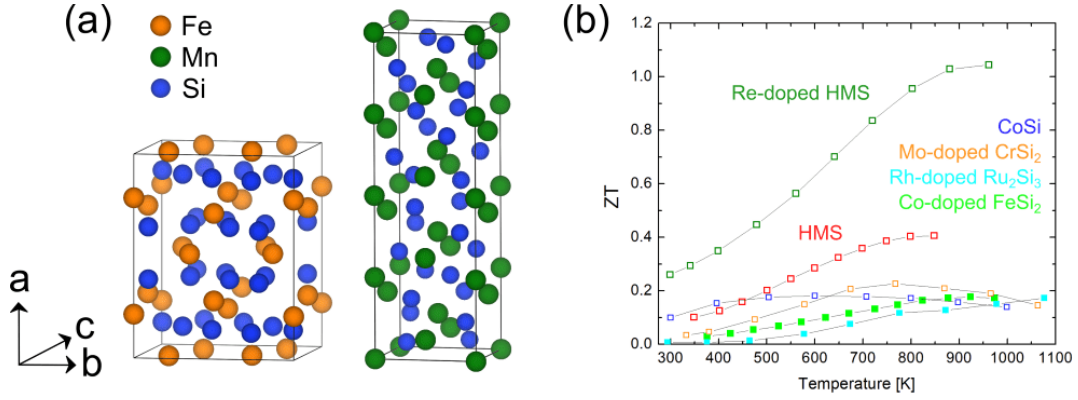 (a)
Fe
Mn
Si
a
c
b
(b)
1.2
1.0
0.8
0.6
0.4
0.2
0.0
ZT
Re-doped HMS
CoSi
Mo-doped CrSi₂
Rh-doped Ru₂Si₃
Co-doped FeSi₂
HMS
300 400 500 600 700 800 900 1000 1100
Temperature [K]